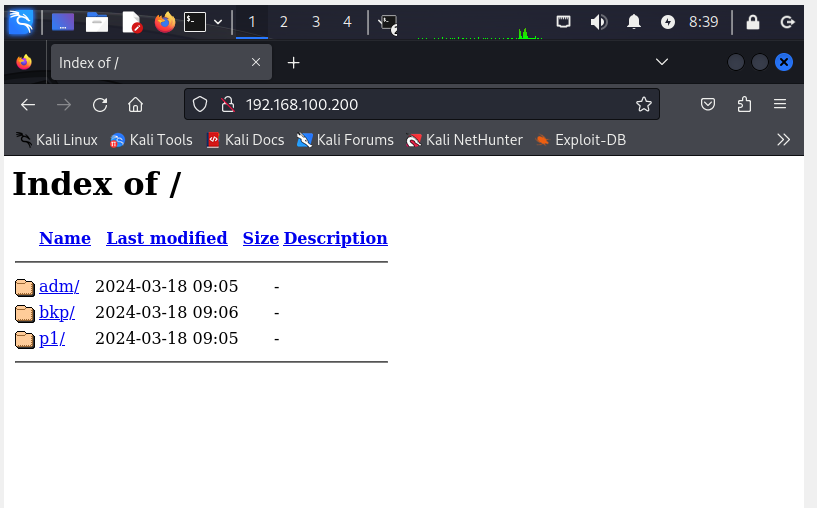 1 2 3 4 8:39
Index of /
192.168.100.200
Kali Linux Kali Tools Kali Docs Kali Forums Kali NetHunter Exploit-DB
Index of /
Name Last modified Size Description
adm/ 2024-03-18 09:05 -
bkp/ 2024-03-18 09:06 -
p1/ 2024-03-18 09:05 -